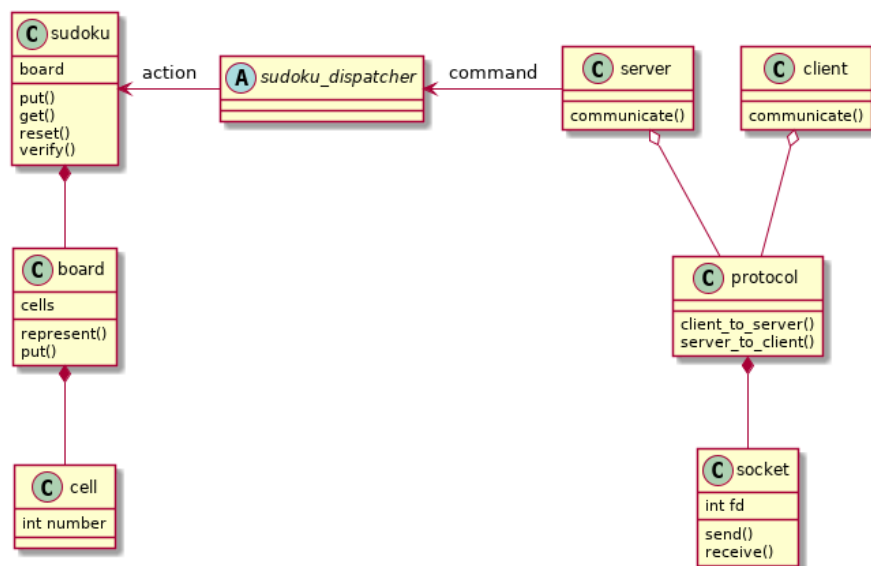 C sudoku
board
put()
get()
reset()
verify()
action
A sudoku_dispatcher
command
C server
communicate()
C client
communicate()
C board
cells
represent()
put()
C protocol
client_to_server()
server_to_client()
C cell
int number
C socket
int fd
send()
receive()